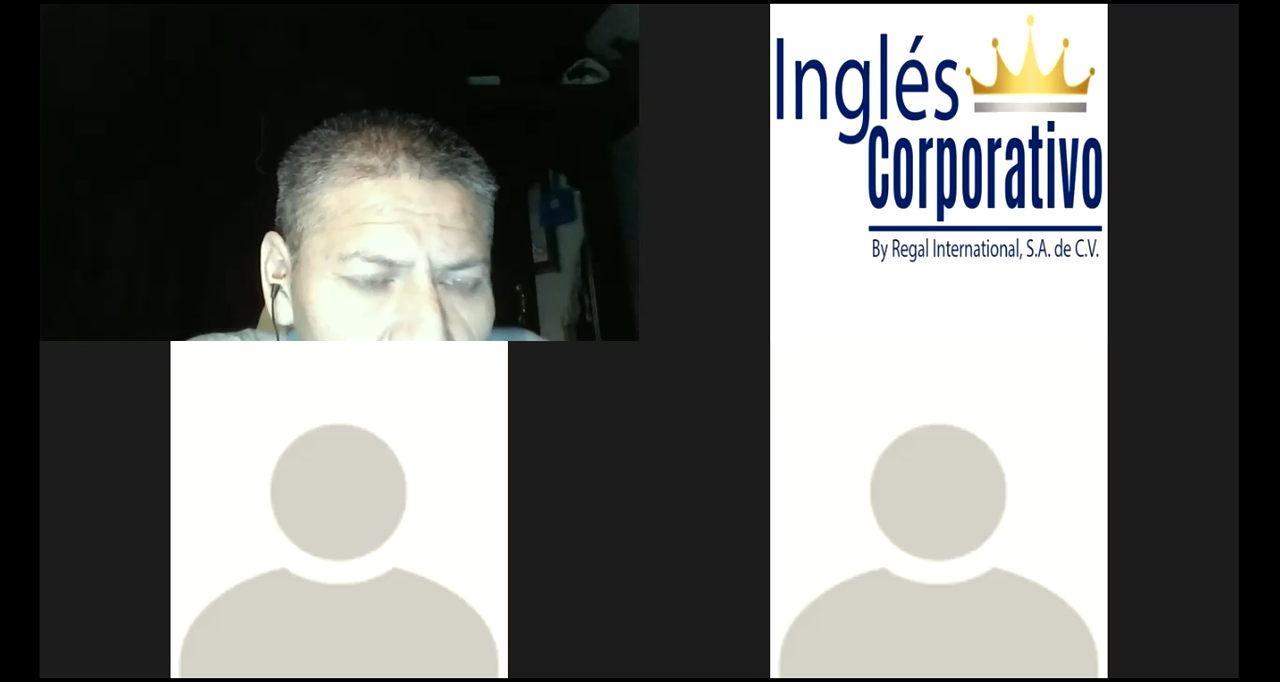 Inglés
Corporativo
By Regal International, S.A. de C.V.